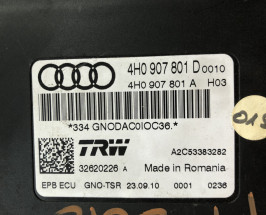 4H0 907 801 D 0010
4H0 907 801 A H03
*334 GNODAC0IOC36.*
TRW
A2C53383282
32620226 A Made in Romania
EPB ECU GNO-TSR 23.09.10 0001 0236